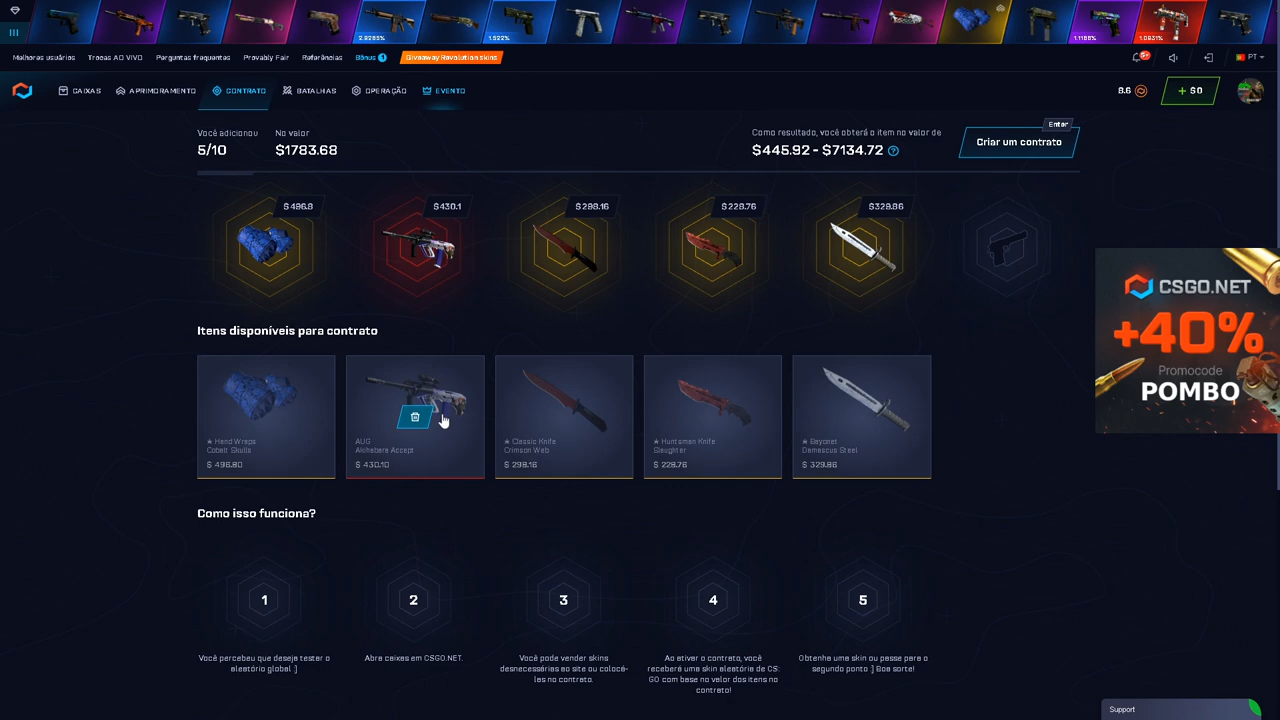 2.9265%
1.522%
1.1156%
1.0931%
Melhores usuários
Trocas AO VIVO
Perguntas frequentes
Provably Fair
Referências
Bônus
Giveaway Revolution skins
5+
PT
CAIXAS
APRIMORAMENTO
CONTRATO
BATALHAS
OPERAÇÃO
EVENTO
8.6
+ $0
Você adicionou
5/10
No valor
$1783.68
Como resultado, você obterá o item no valor de
$445.92 - $7134.72
Enter
Criar um contrato
$496.8
$430.1
$298.16
$228.76
$329.86
CSGO.NET
+40%
Promocode
POMBO
Itens disponíveis para contrato
★ Hand Wraps
Cobalt Skulls
$ 496.80
AUG
Akihabara Accept
$ 430.10
★ Classic Knife
Crimson Web
$ 298.16
★ Huntsman Knife
Slaughter
$ 228.76
★ Bayonet
Damascus Steel
$ 329.86
Como isso funciona?
1
2
3
4
5
Você percebeu que deseja testar o
aleatório global :)
Abra caixas em CSGO.NET.
Você pode vender skins
desnecessárias ao site ou colocá-
las no contrato.
Ao ativar o contrato, você
receberá uma skin aleatória de CS:
GO com base no valor dos itens no
contrato!
Obtenha uma skin ou passe para o
segundo ponto :) Boa sorte!
Support